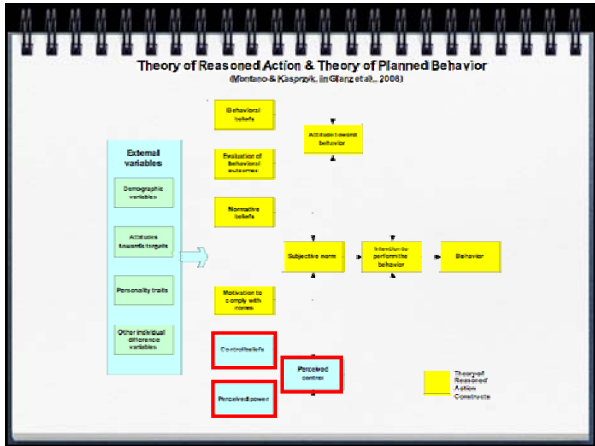 Theory of Reasoned Action & Theory of Planned Behavior
(Montano & Kasprzyk, in Glanz et al., 2008)
External
variables
Demographic
variables
Attitudes
towards targets
Personality traits
Other individual
difference
variables
Behavioral
beliefs
Evaluation of
behavioral
outcomes
Normative
beliefs
Motivation to
comply with
norms
Control beliefs
Perceived power
Attitude toward
behavior
Subjective norm
Perceived
control
Intention to
perform the
behavior
Behavior
Theory of
Reasoned
Action
Constructs